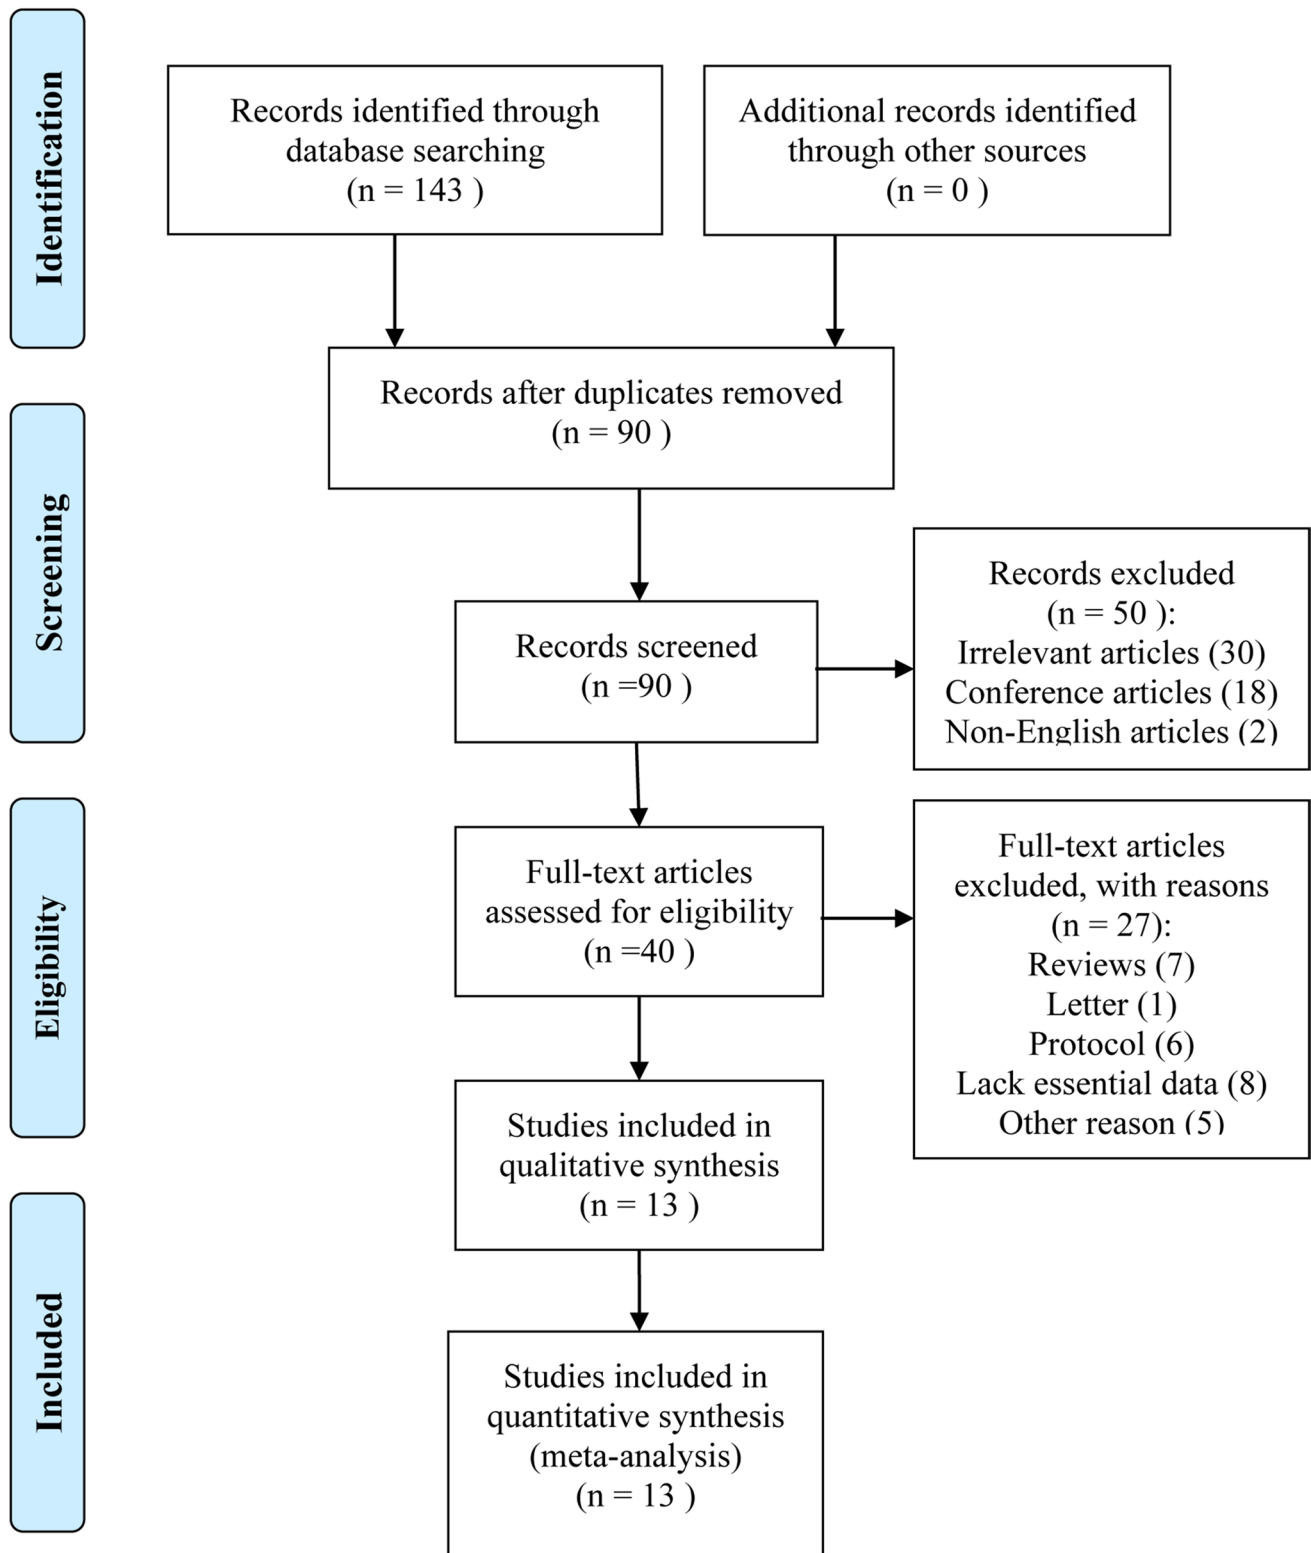 Identification
Records identified through
database searching
(n = 143 )
Additional records identified
through other sources
(n = 0 )
Records after duplicates removed
(n = 90 )
Screening
Records screened
(n =90 )
Records excluded
(n = 50 ):
Irrelevant articles (30)
Conference articles (18)
Non-English articles (2)
Eligibility
Full-text articles
assessed for eligibility
(n =40 )
Full-text articles
excluded, with reasons
(n = 27):
Reviews (7)
Letter (1)
Protocol (6)
Lack essential data (8)
Other reason (5)
Studies included in
qualitative synthesis
(n = 13 )
Included
Studies included in
quantitative synthesis
(meta-analysis)
(n = 13 )